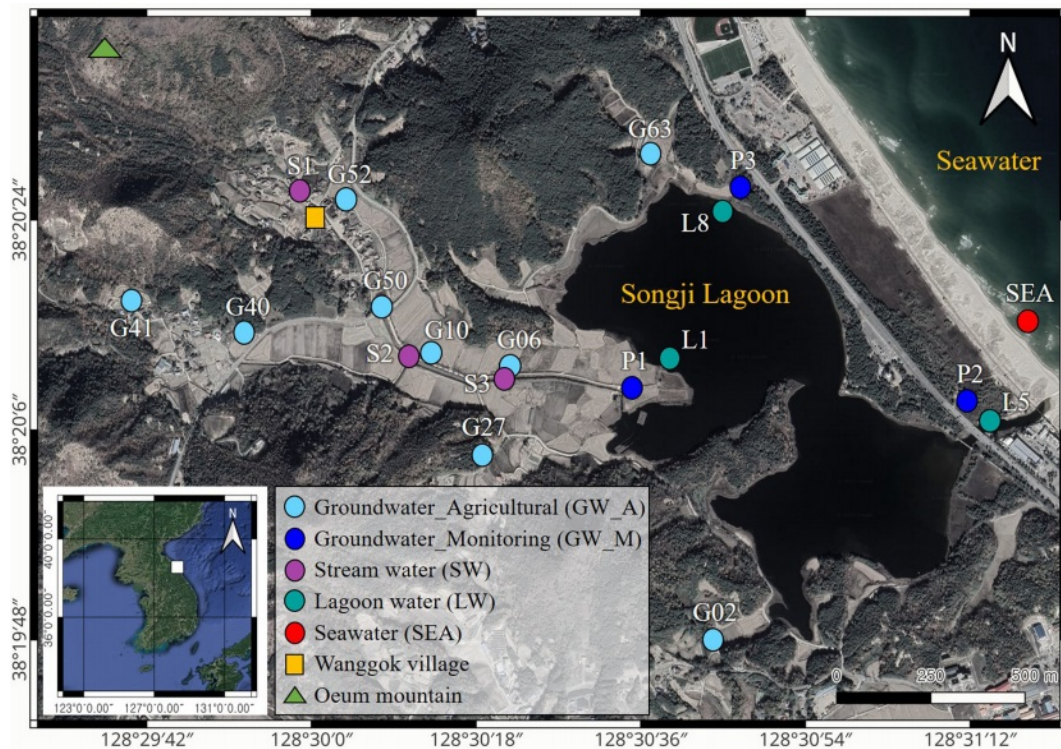 N
G63
P3
Seawater
S1
G52
38°20′24″
L8
G50
Songji Lagoon
SEA
G41
G40
G10
G06
L1
S2
S3
P1
P2
L5
38°20′6″
G27
N
40°0′0.00″
36°0′0.00″
123°0′0.00″ 127°0′0.00″ 131°0′0.00″
Groundwater_Agricultural (GW_A)
Groundwater_Monitoring (GW_M)
Stream water (SW)
Lagoon water (LW)
Seawater (SEA)
Wanggok village
Oeum mountain
G02
38°19′48″
0 250 500 m
128°29′42″ 128°30′0″ 128°30′18″ 128°30′36″ 128°30′54″ 128°31′12″